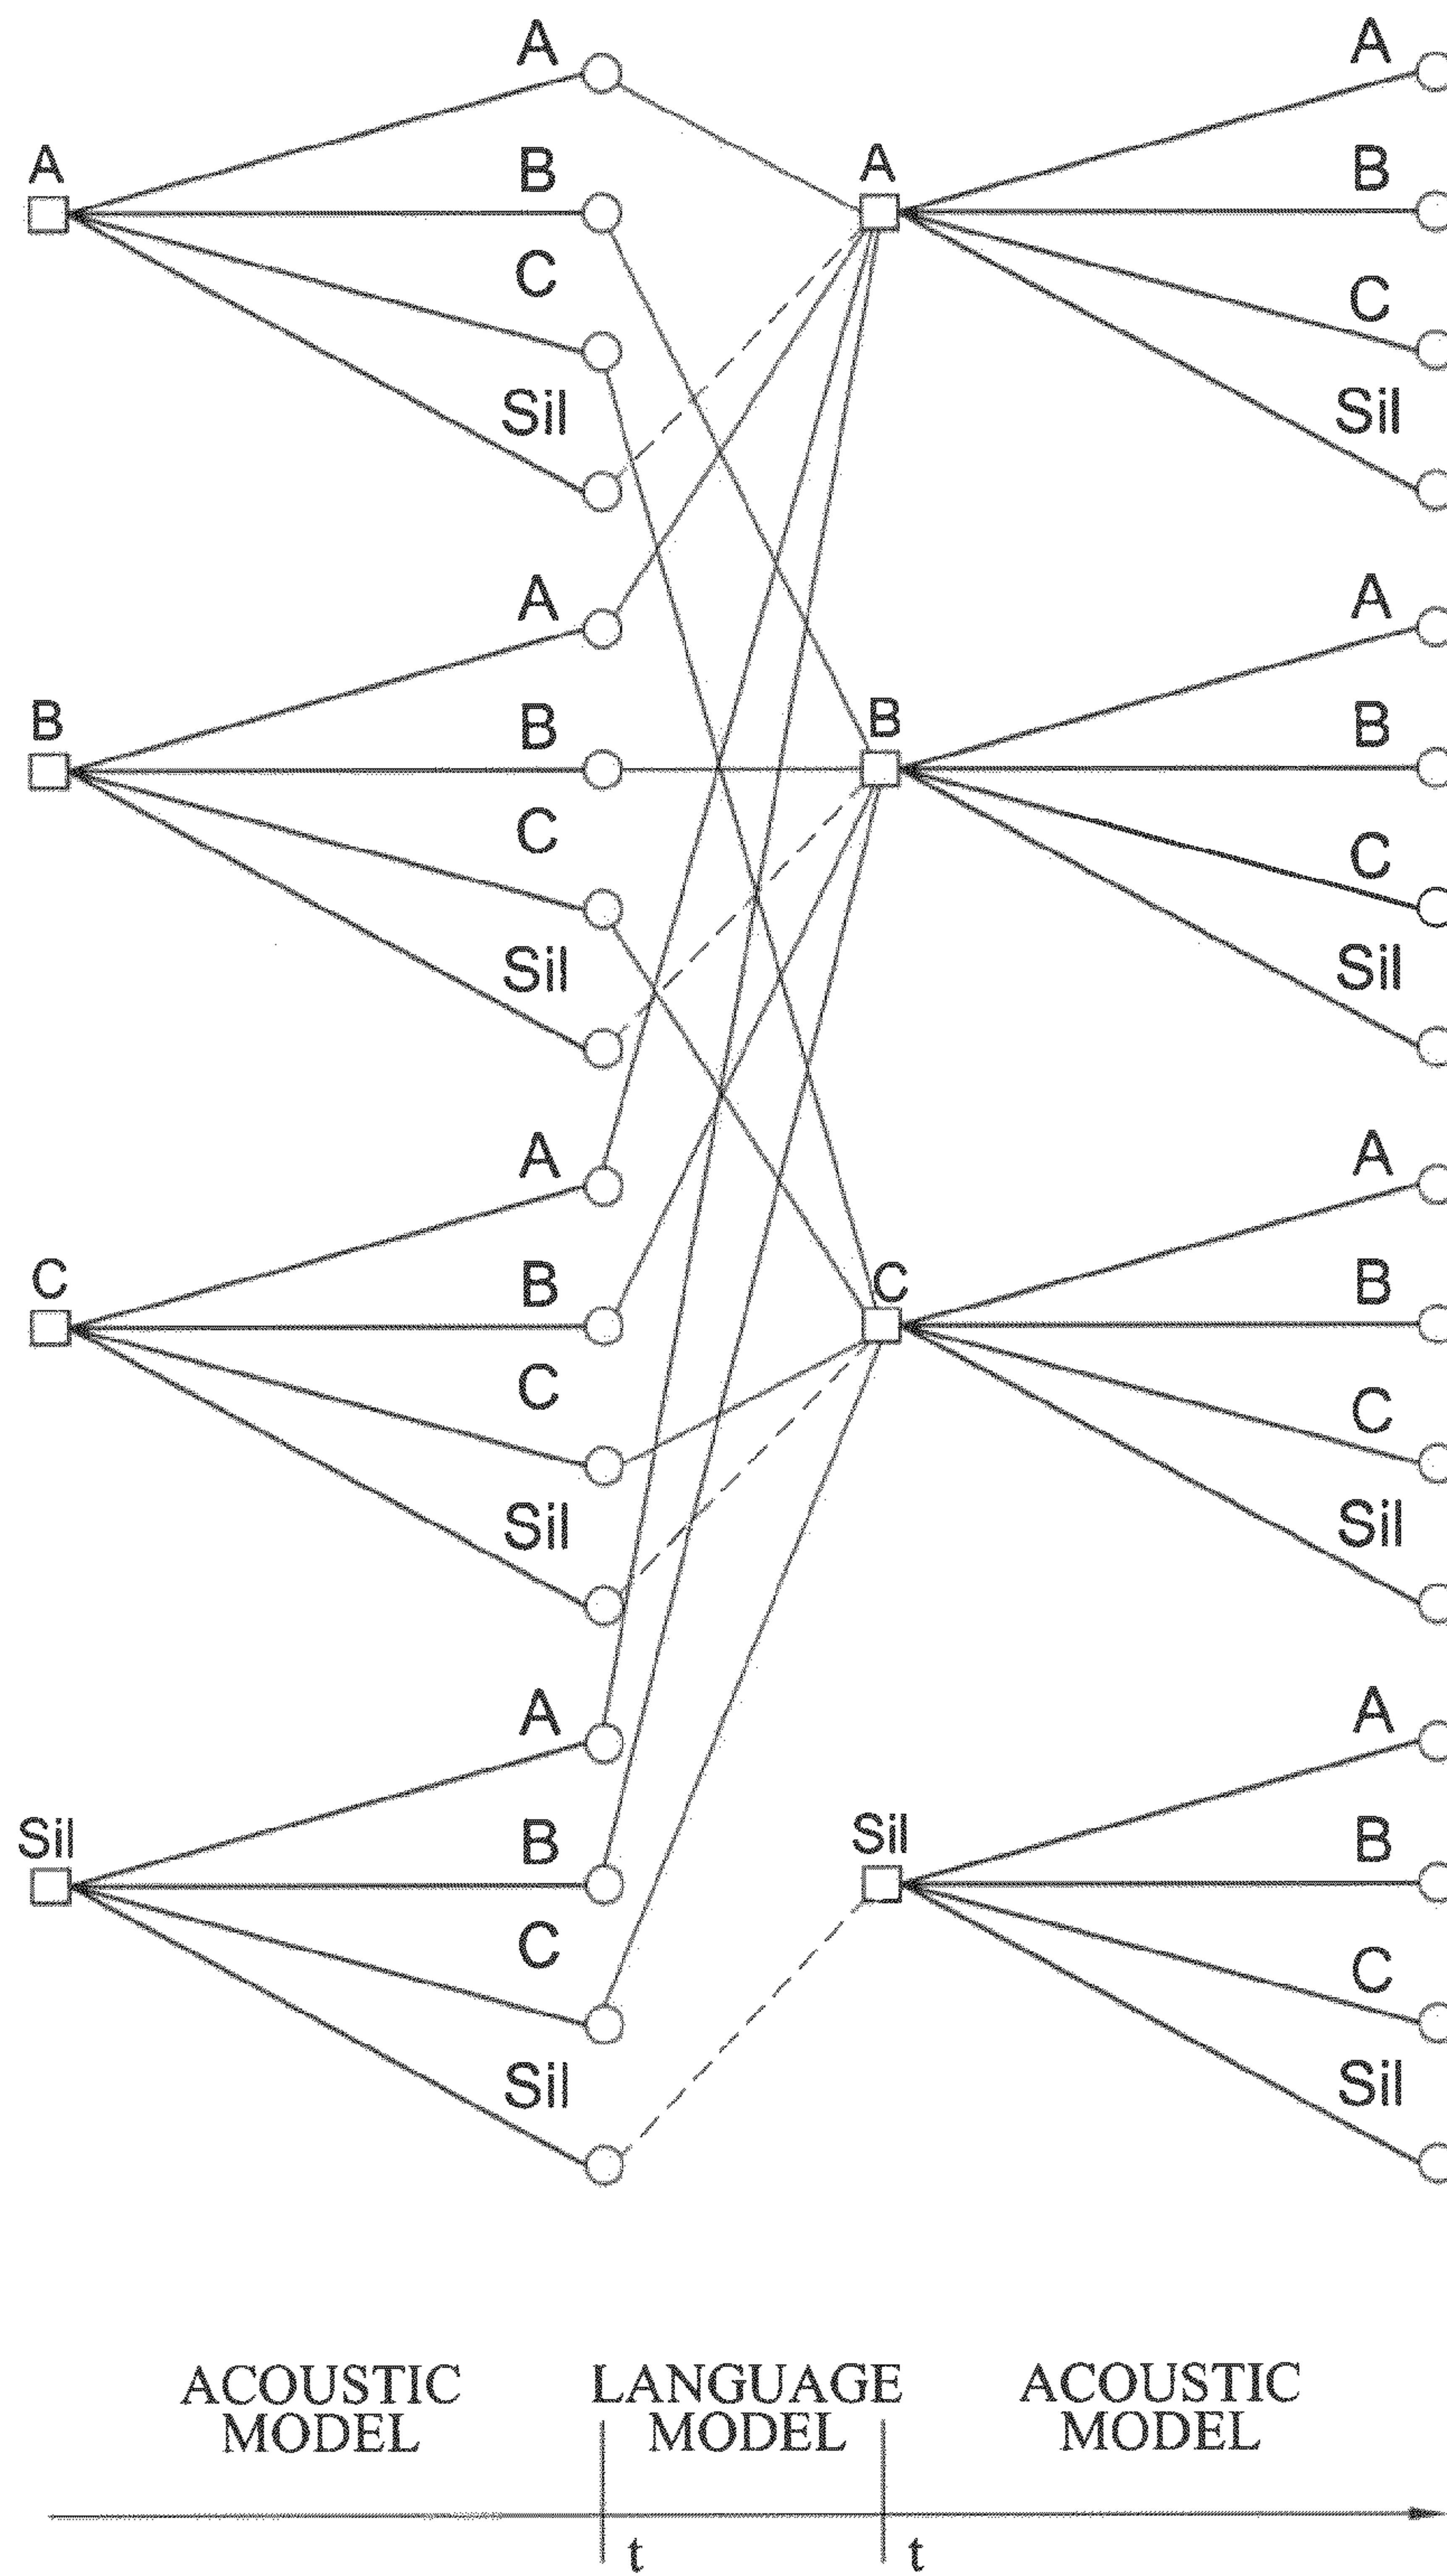 A A
B A B
A
C C
Sil Sil
A A
B B B B
C C
Sil Sil
A A
C B C B
C C
Sil Sil
A A
Sil B Sil B
C C
Sil Sil
ACOUSTIC LANGUAGE ACOUSTIC
MODEL MODEL MODEL
t t